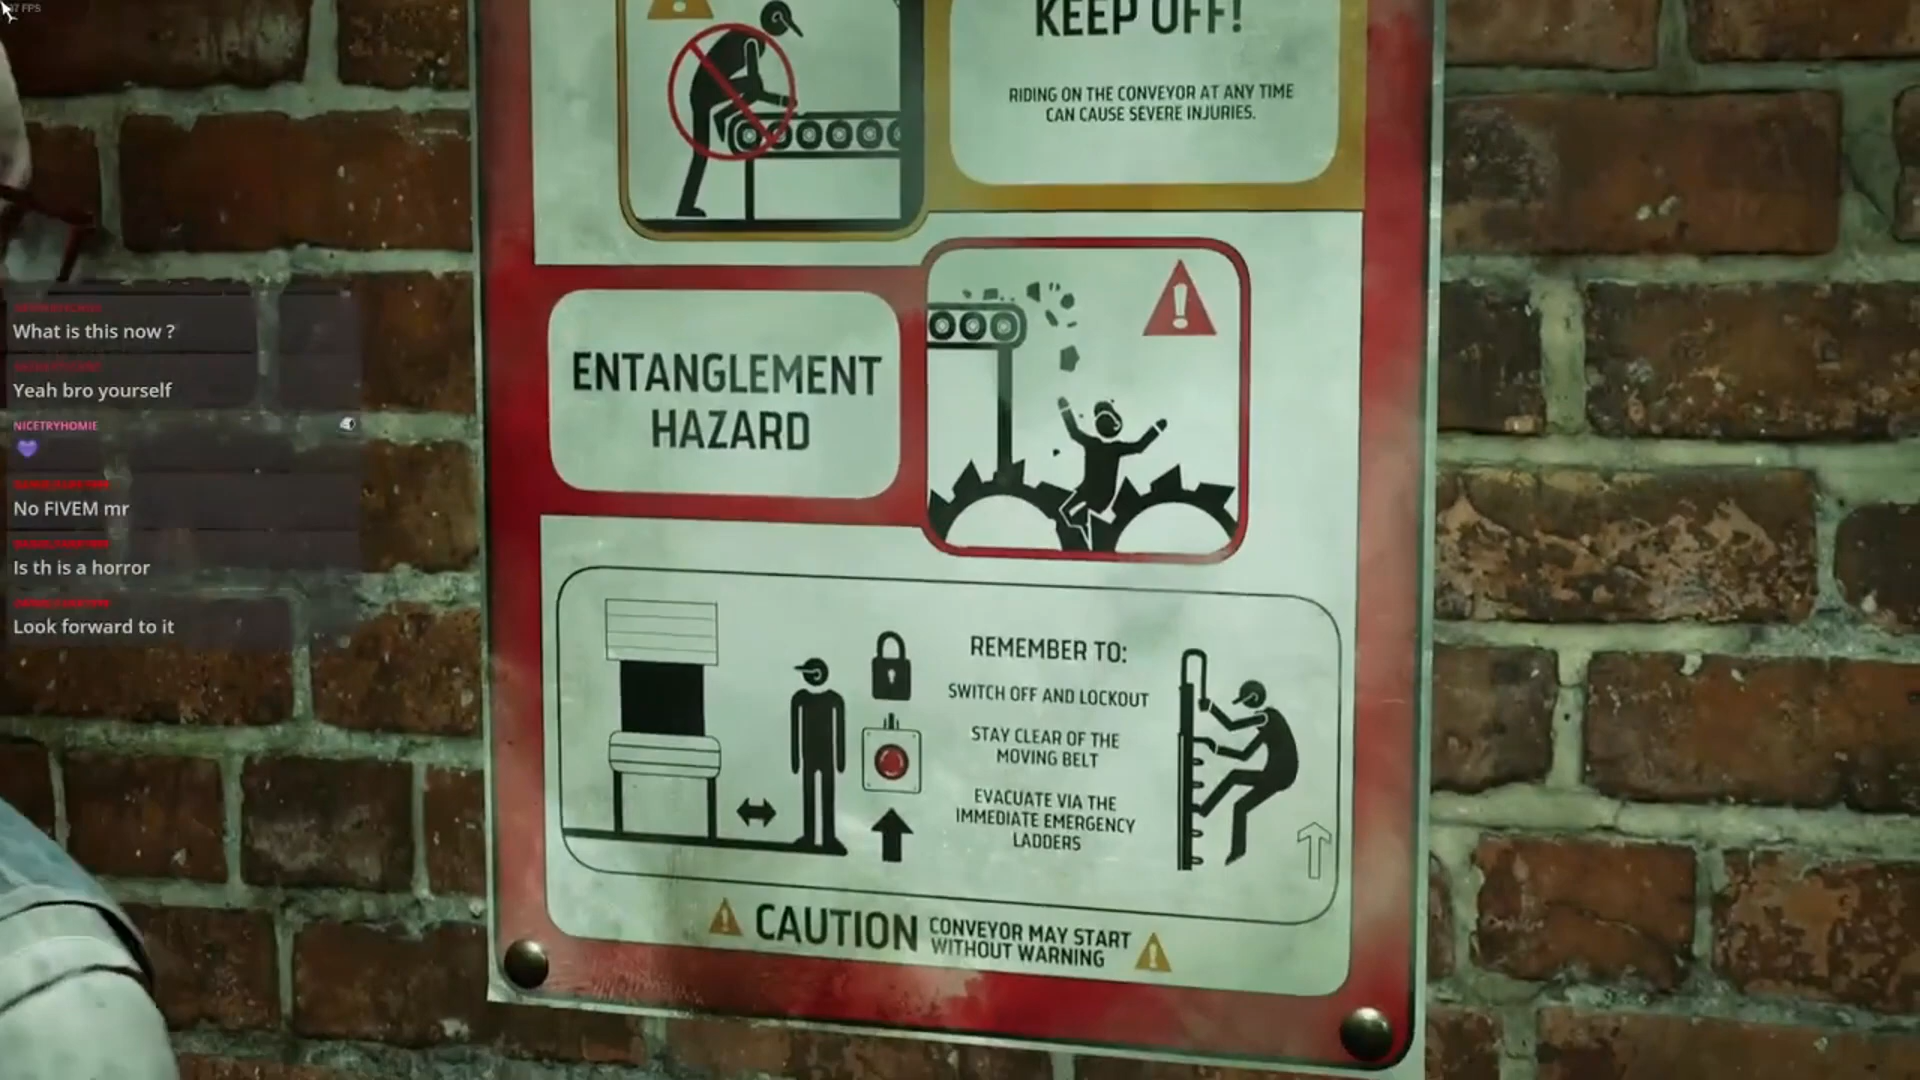 FPS
KEEP OFF!
RIDING ON THE CONVEYOR AT ANY TIME
CAN CAUSE SEVERE INJURIES.
ENTANGLEMENT
HAZARD
REMEMBER TO:
SWITCH OFF AND LOCKOUT
STAY CLEAR OF THE
MOVING BELT
EVACUATE VIA THE
IMMEDIATE EMERGENCY
LADDERS
CAUTION
CONVEYOR MAY START
WITHOUT WARNING
What is this now ?
Yeah bro yourself
NICETRYHOMIE
No FIVEM mr
Is th is a horror
Look forward to it